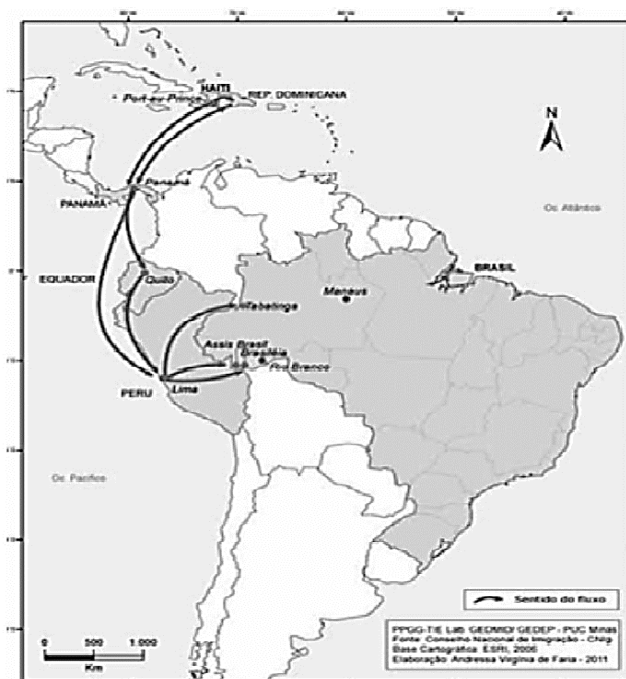 N
HAITI
Port-au-Prince
REP. DOMINICANA
Panamá
PANAMÁ
Oc. Atlântico
EQUADOR
Quito
BRASIL
Manaus
Tabatinga
Assis Brasil
Brasiléia
Rio Branco
PERU
Lima
Oc. Pacífico
Sentido do fluxo
0 500 1.000
Km
PPGG-TIE Lab. GEDMID/ GEDEP - PUC Minas
Fonte: Conselho Nacional de Imigração - CNIg
Base Cartográfica: ESRI, 2006
Elaboração: Andressa Virgínia de Faria - 2011